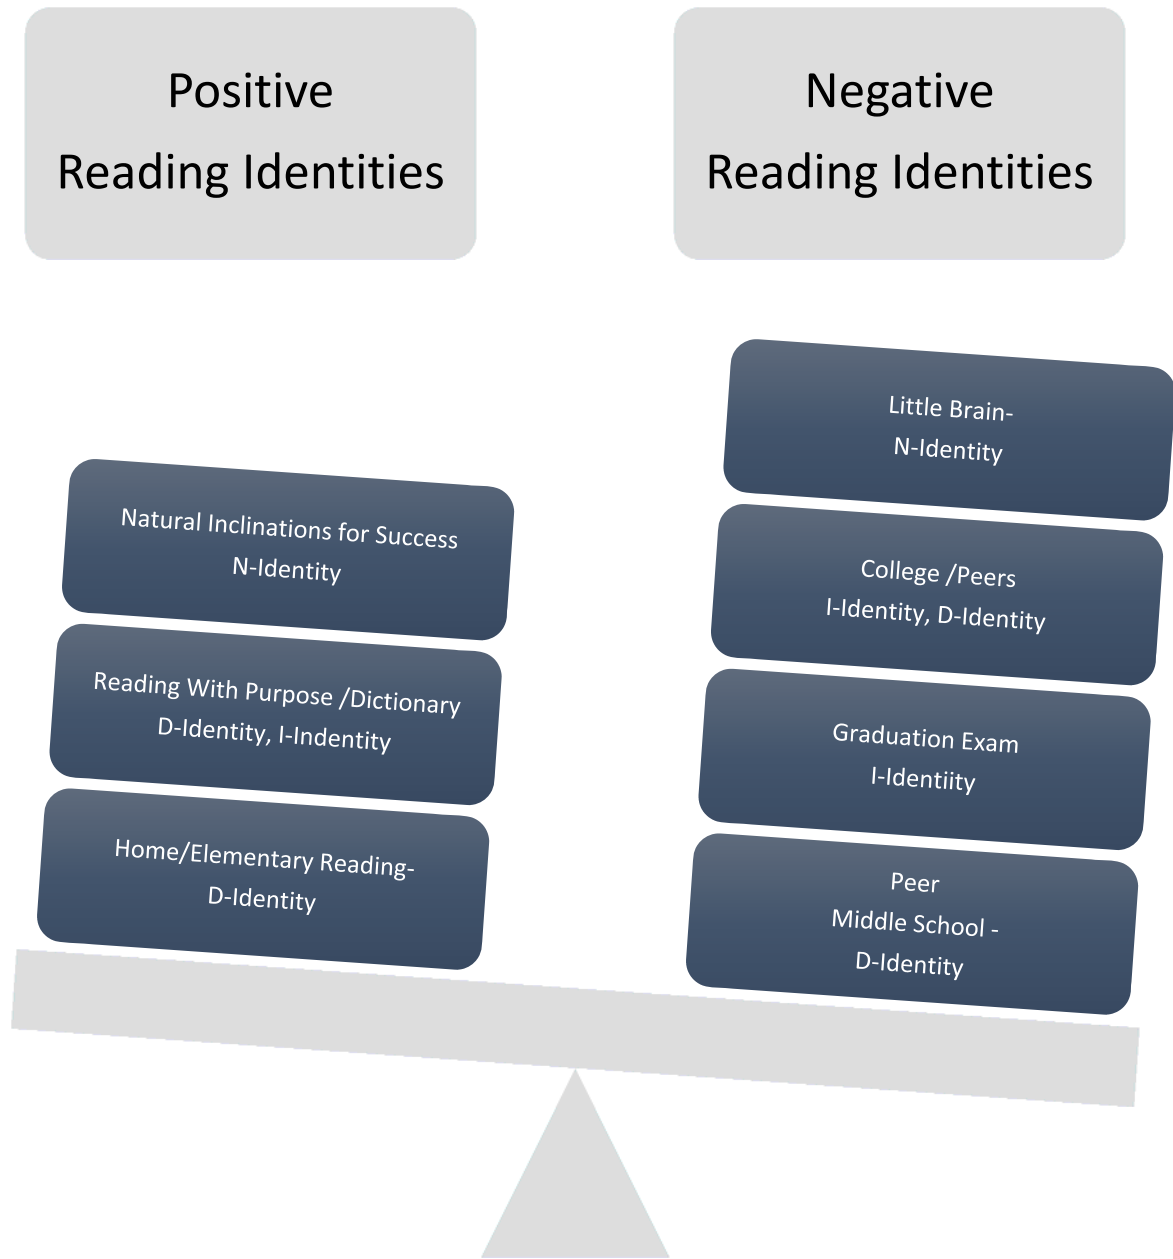 Positive
Reading Identities
Negative
Reading Identities
Natural Inclinations for Success
N-Identity
Reading With Purpose /Dictionary
D-Identity, I-Indentity
Home/Elementary Reading-
D-Identity
Little Brain-
N-Identity
College /Peers
I-Identity, D-Identity
Graduation Exam
I-Identiity
Peer
Middle School -
D-Identity